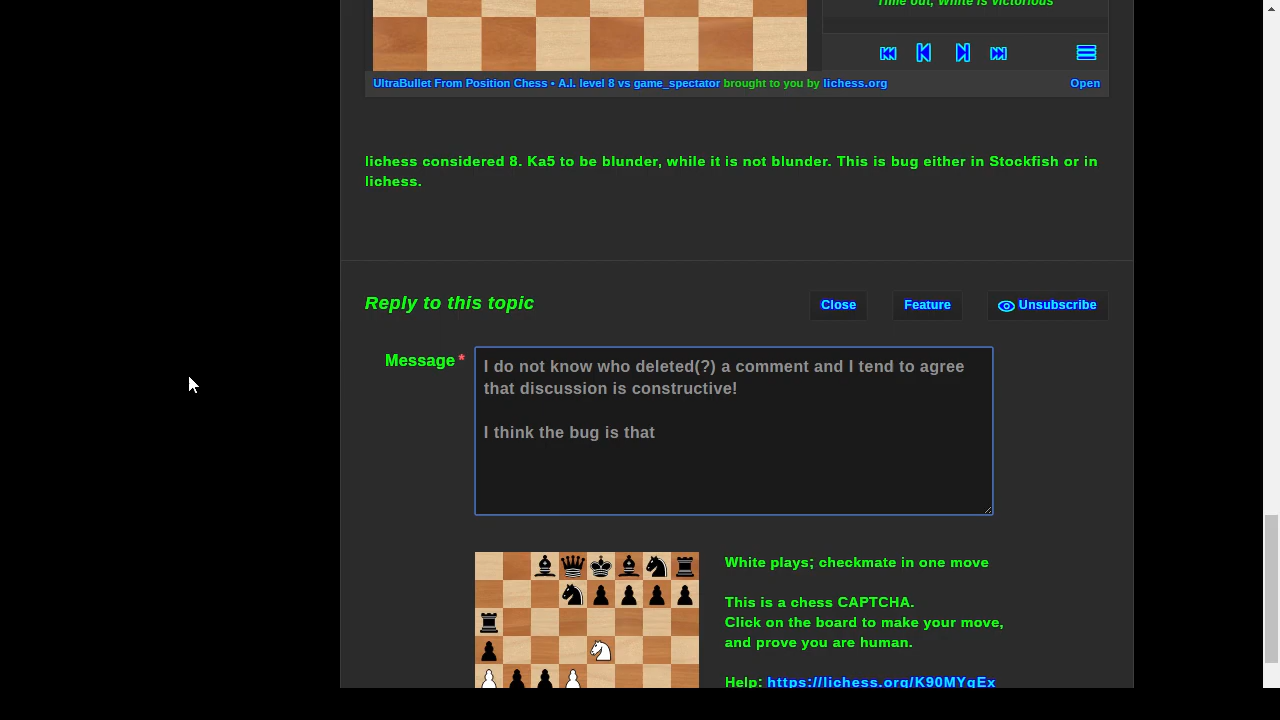 Time out, White is victorious
UltraBullet From Position Chess • A.I. level 8 vs game_spectator brought to you by lichess.org
Open
lichess considered 8. Ka5 to be blunder, while it is not blunder. This is bug either in Stockfish or in
lichess.
Reply to this topic
Close
Feature
Unsubscribe
Message *
I do not know who deleted(?) a comment and I tend to agree
that discussion is constructive!
I think the bug is that
White plays; checkmate in one move
This is a chess CAPTCHA.
Click on the board to make your move,
and prove you are human.
Help: https://lichess.org/K90MYqEx